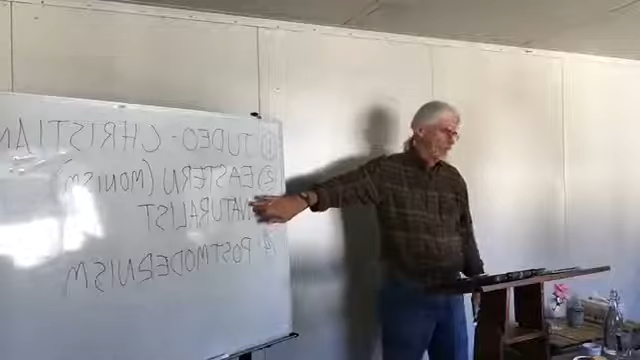 ① JUDEO-CHRISTIAN
② EASTERN (MONISM)
NATURALIST
④ POSTMODERNISM